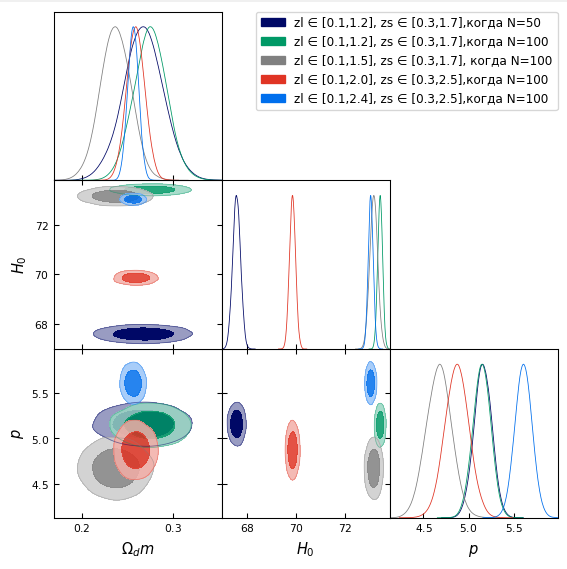 zl ∈ [0.1,1.2], zs ∈ [0.3,1.7],когда N=50
zl ∈ [0.1,1.2], zs ∈ [0.3,1.7],когда N=100
zl ∈ [0.1,1.5], zs ∈ [0.3,1.7], когда N=100
zl ∈ [0.1,2.0], zs ∈ [0.3,2.5],когда N=100
zl ∈ [0.1,2.4], zs ∈ [0.3,2.5],когда N=100
72
H₀
70
68
5.5
p
5.0
4.5
0.2 0.3 68 70 72 4.5 5.0 5.5
Ω_dm H₀ p